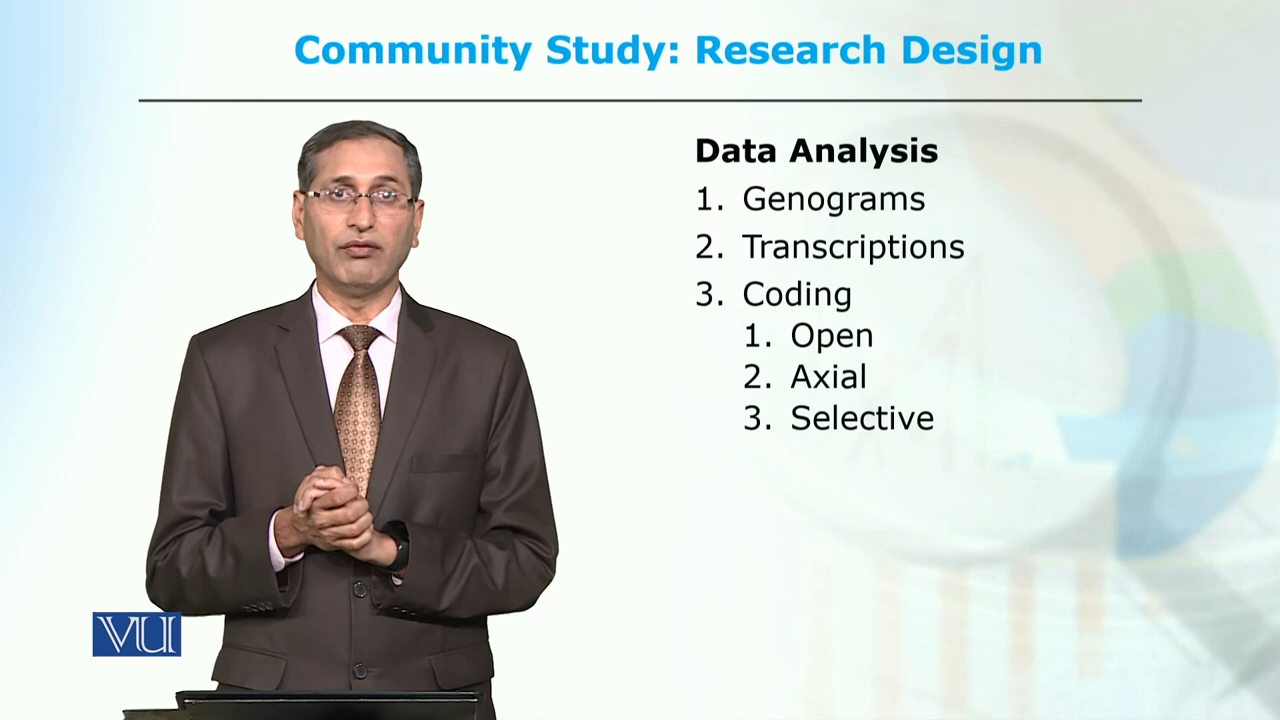 Community Study: Research Design
Data Analysis
1. Genograms
2. Transcriptions
3. Coding
1. Open
2. Axial
3. Selective
VU